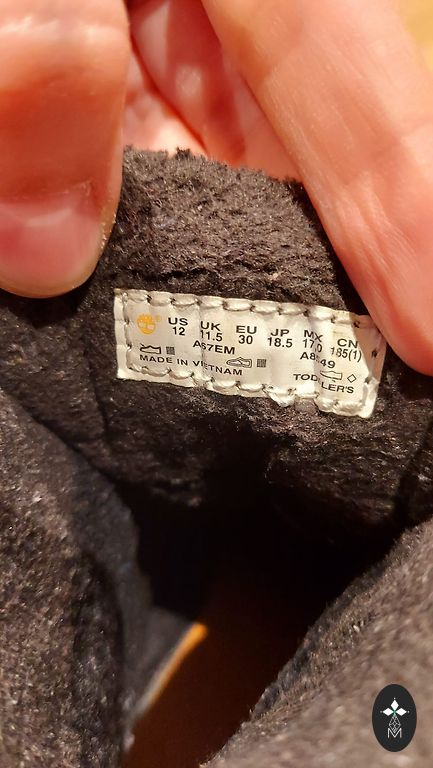 US UK EU JP MX CN
12 11.5 30 18.5 17.0 185(1)
A67EM
MADE IN VIETNAM
TODDLER'S
M